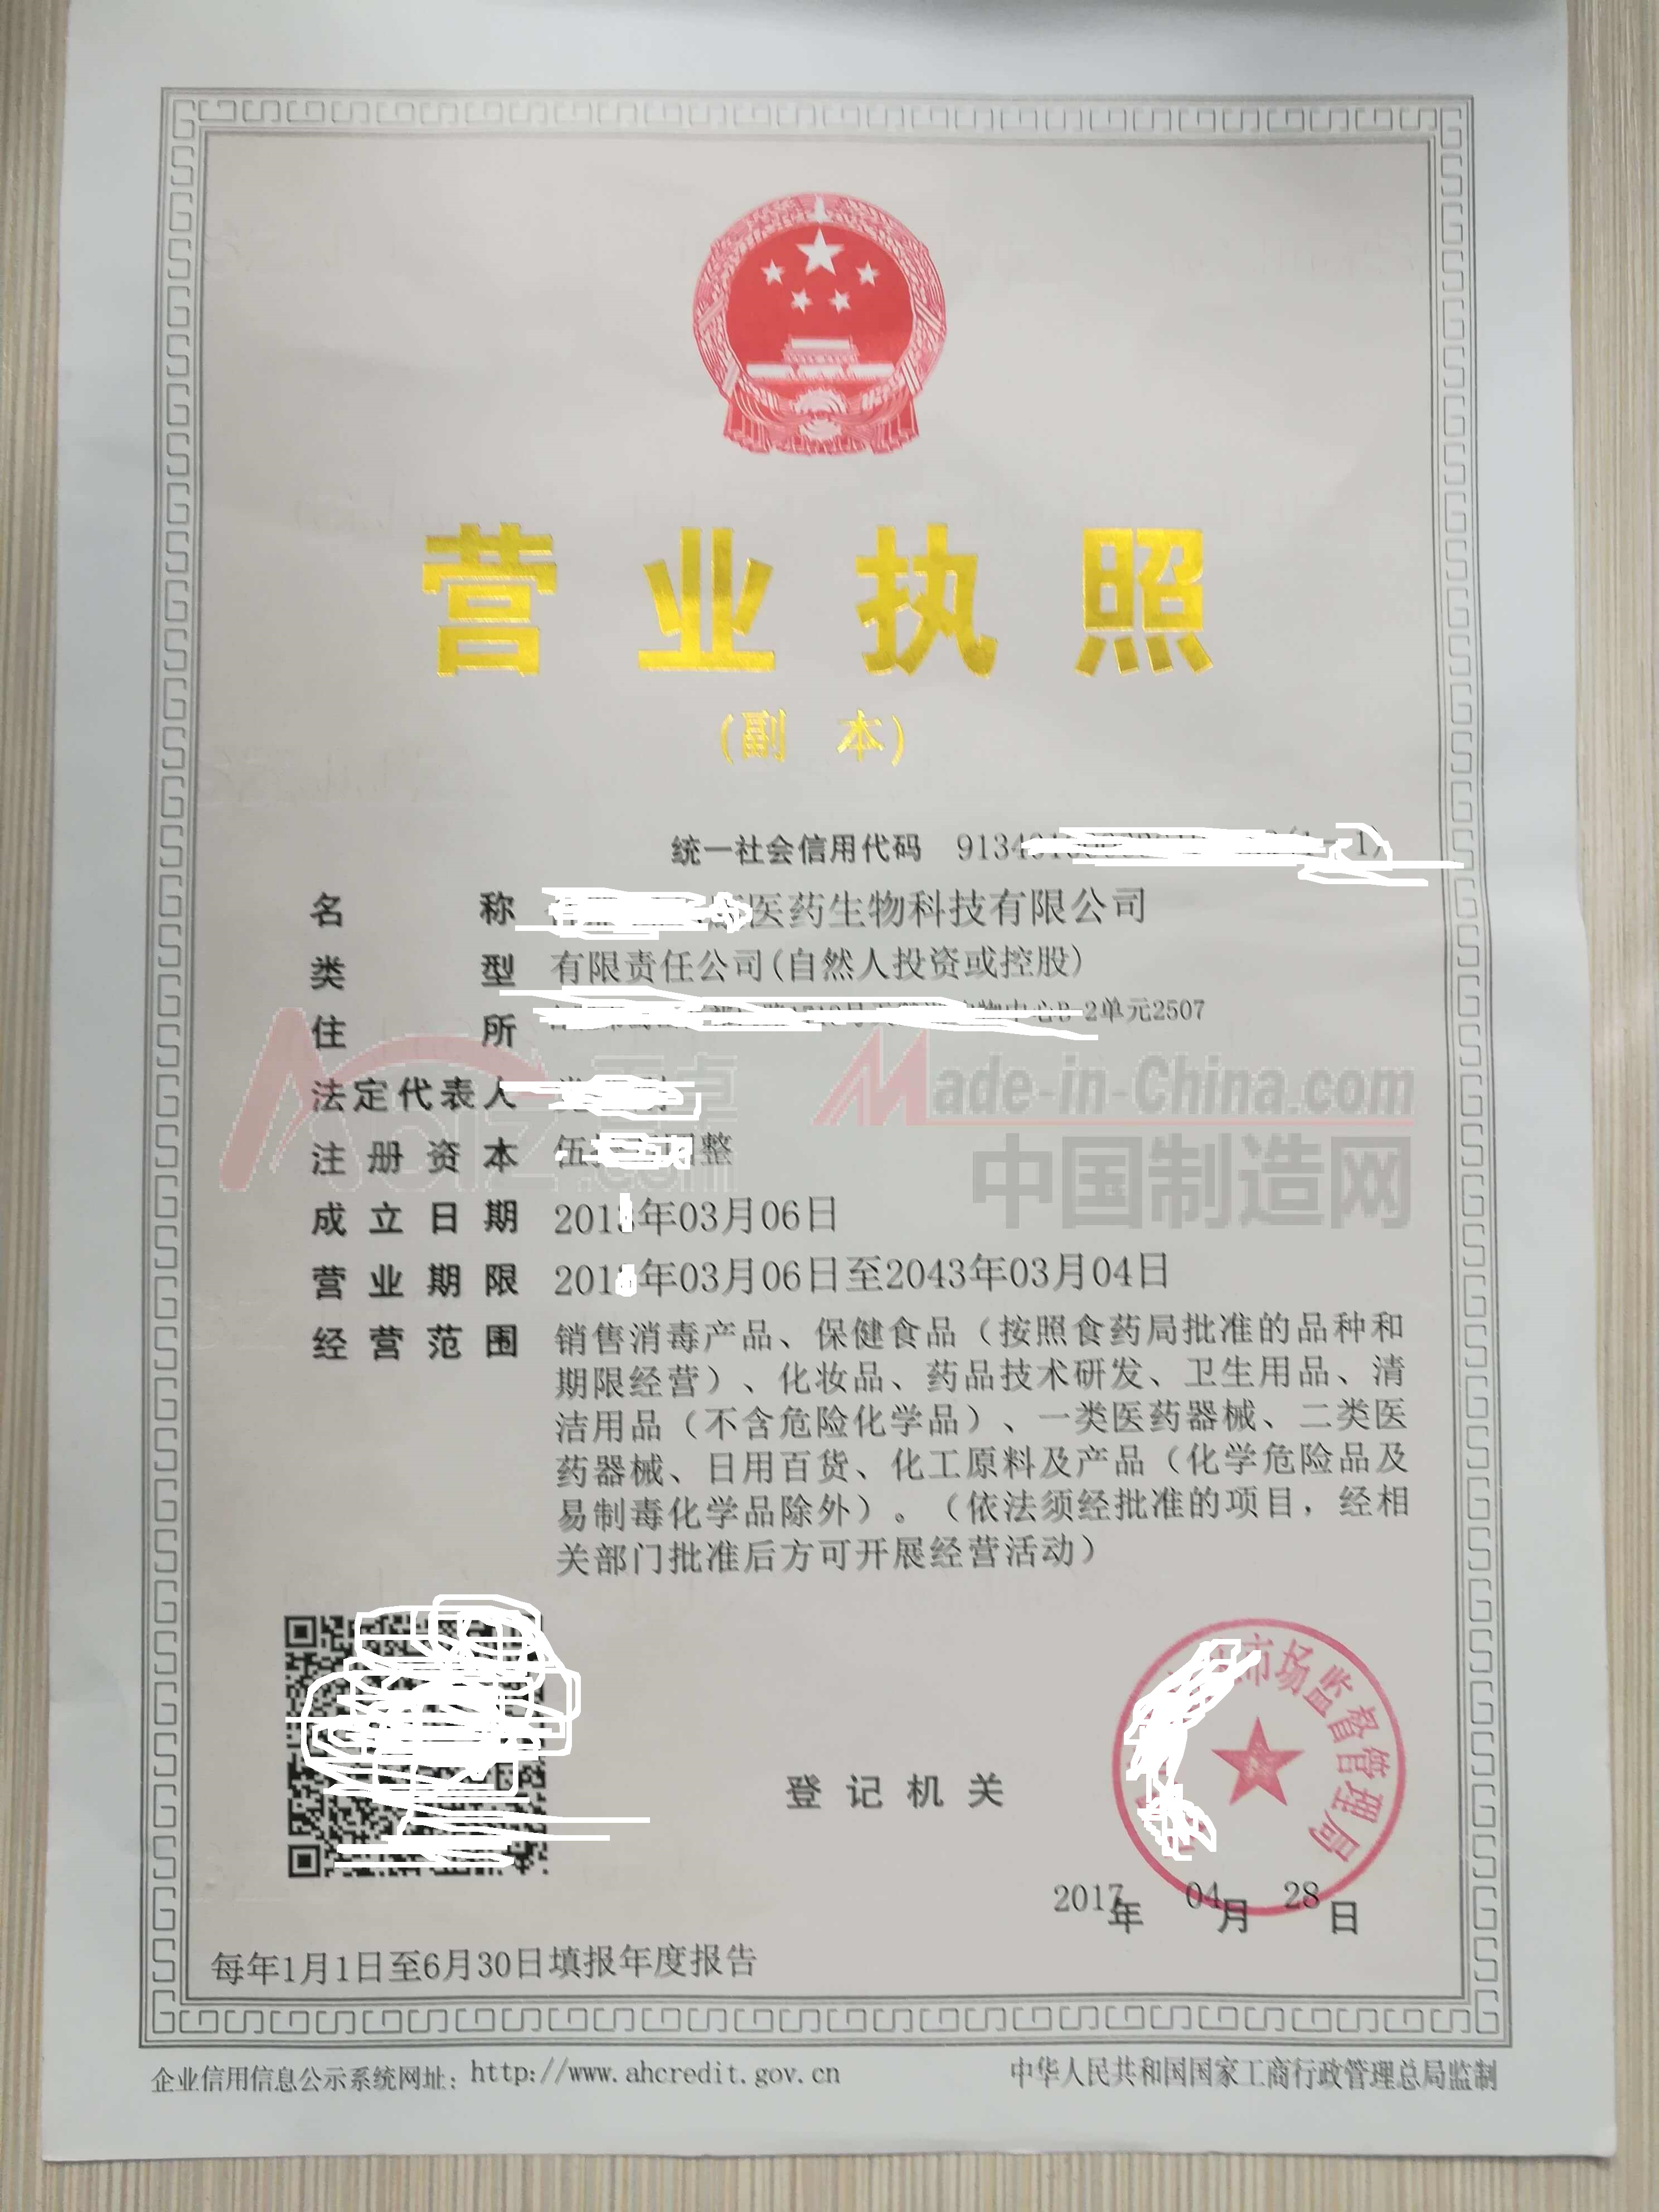 营业执照
(副 本)
统一社会信用代码 9134
名 称 医药生物科技有限公司
类 型 有限责任公司(自然人投资或控股)
住 所 2单元2507
法定代表人
注册资本 伍 整
成立日期 201 年03月06日
营业期限 201 年03月06日至2043年03月04日
经营范围 销售消毒产品、保健食品（按照食药局批准的品种和
期限经营）、化妆品、药品技术研发、卫生用品、清
洁用品（不含危险化学品）、一类医药器械、二类医
药器械、日用百货、化工原料及产品（化学危险品及
易制毒化学品除外）。（依法须经批准的项目，经相
关部门批准后方可开展经营活动）
Abiz.com
Made-in-China.com
中国制造网
市场监督管理局
登记机关
2017年 04月 28日
每年1月1日至6月30日填报年度报告
企业信用信息公示系统网址：http://www.ahcredit.gov.cn
中华人民共和国国家工商行政管理总局监制